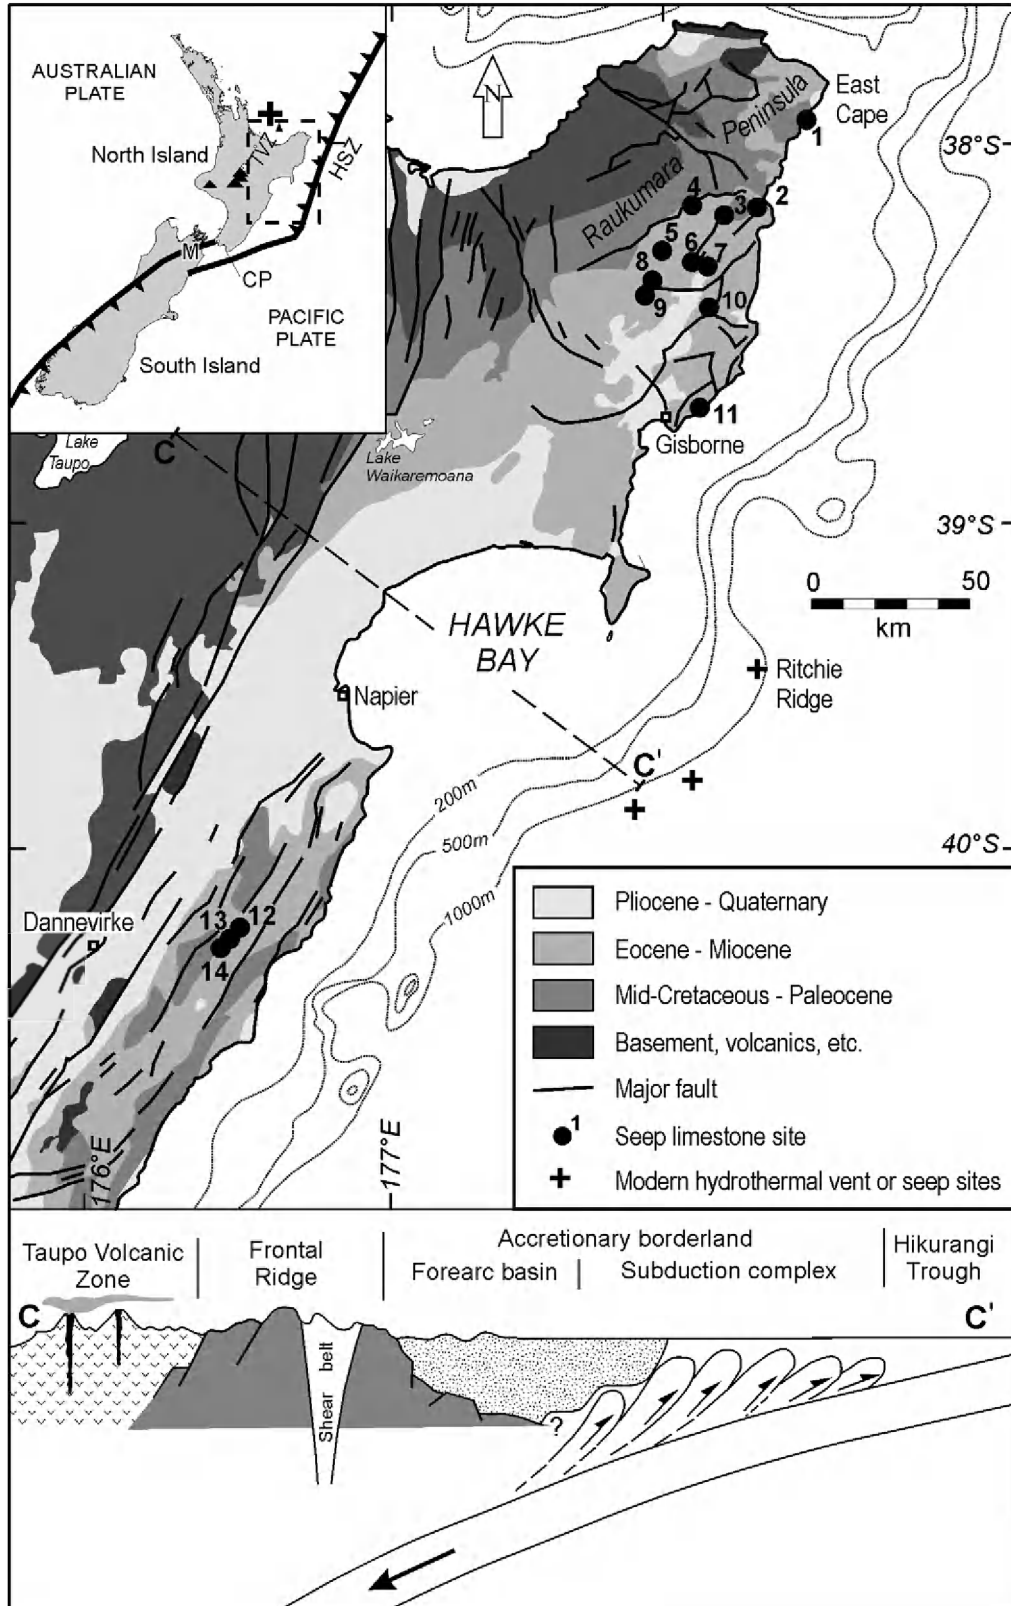 AUSTRALIAN
PLATE
North Island
TVZ
HSZ
M
CP
PACIFIC
PLATE
South Island
N
East
Cape
Raukumara
Peninsula
38°S
1
2
3
4
5
6
7
8
9
10
11
Gisborne
Lake
Taupo
C
Lake
Waikaremoana
39°S
0
50
km
HAWKE
BAY
Ritchie
Ridge
Napier
C'
200m
500m
1000m
40°S
Dannevirke
13
12
14
176°E
177°E
Pliocene - Quaternary
Eocene - Miocene
Mid-Cretaceous - Paleocene
Basement, volcanics, etc.
Major fault
1
Seep limestone site
Modern hydrothermal vent or seep sites
Taupo Volcanic
Zone
Frontal
Ridge
Accretionary borderland
Forearc basin
Subduction complex
Hikurangi
Trough
C
C'
Shear belt
?